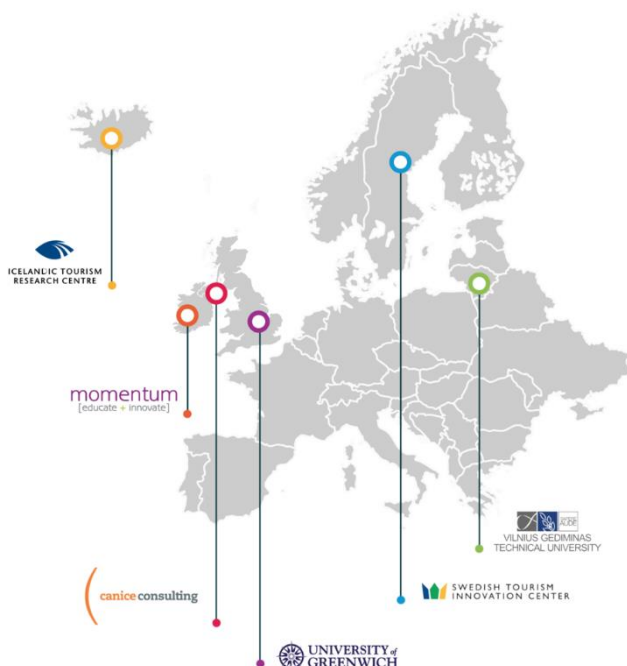 ICELANDIC TOURISM
RESEARCH CENTRE
momentum
[educate + innovate]
VILNIUS GEDIMINAS
TECHNICAL UNIVERSITY
canice consulting
SWEDISH TOURISM
INNOVATION CENTER
UNIVERSITY of
GREENWICH